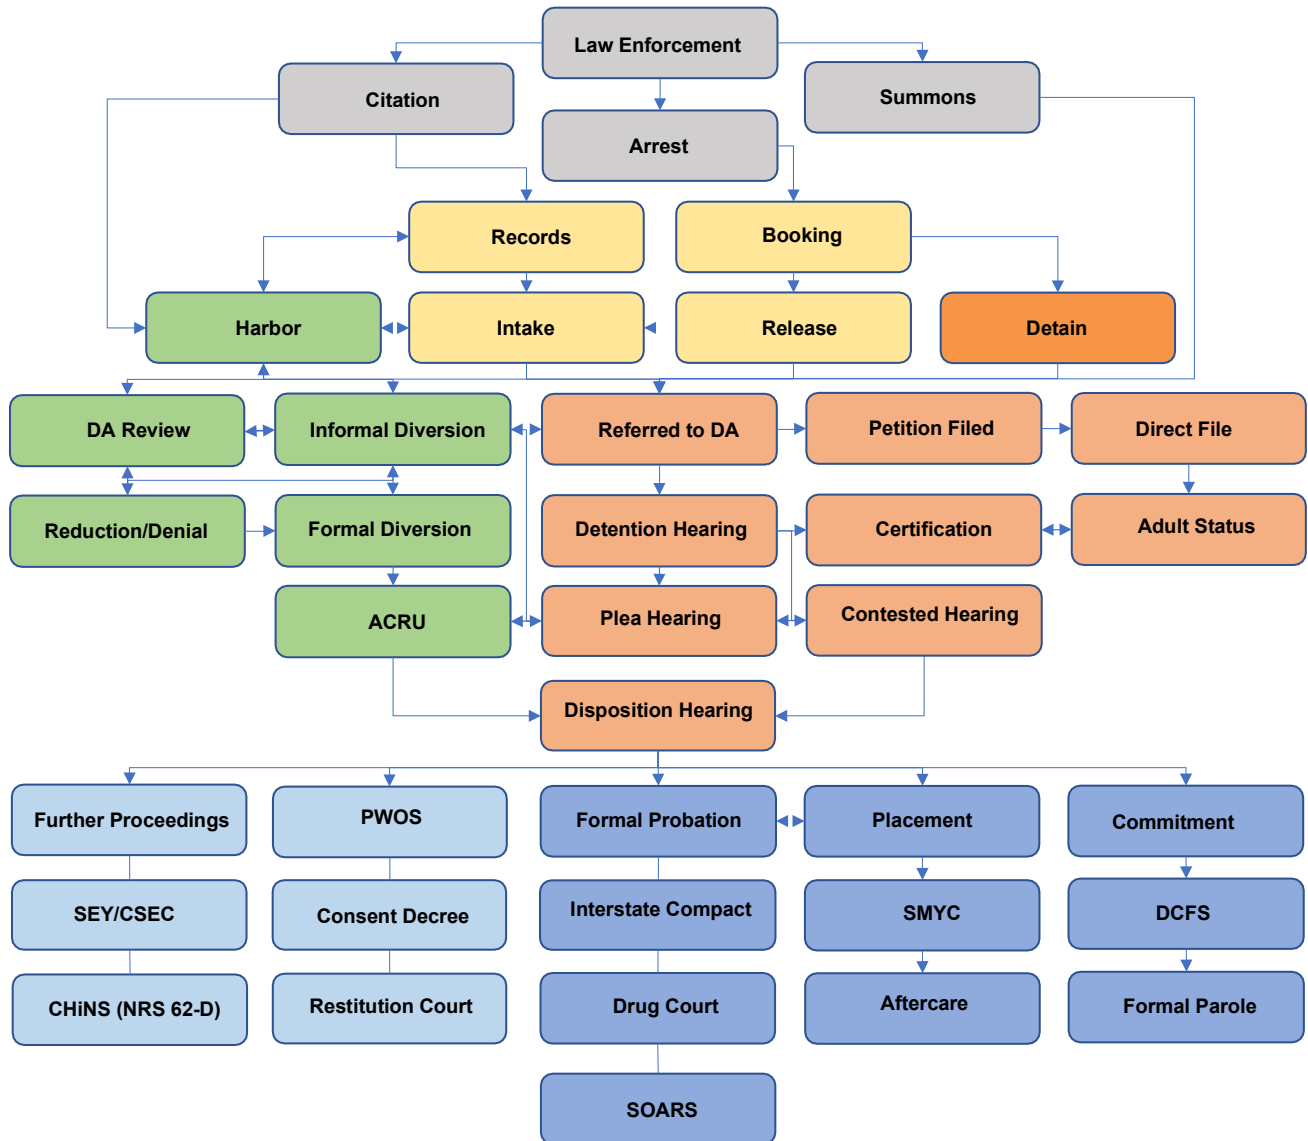 Law Enforcement
Citation
Summons
Arrest
Records
Booking
Harbor
Intake
Release
Detain
DA Review
Informal Diversion
Referred to DA
Petition Filed
Direct File
Reduction/Denial
Formal Diversion
Detention Hearing
Certification
Adult Status
ACRU
Plea Hearing
Contested Hearing
Disposition Hearing
Further Proceedings
PWOS
Formal Probation
Placement
Commitment
SEY/CSEC
Consent Decree
Interstate Compact
SMYC
DCFS
CHiNS (NRS 62-D)
Restitution Court
Drug Court
Aftercare
Formal Parole
SOARS